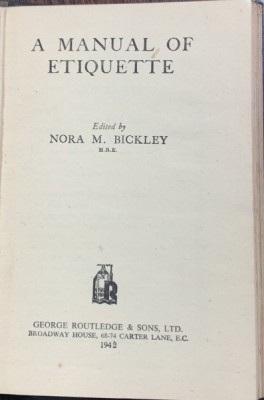 A MANUAL OF
ETIQUETTE
Edited by
NORA M. BICKLEY
M.B.E.
R
GEORGE ROUTLEDGE & SONS, LTD.
BROADWAY HOUSE, 68-74 CARTER LANE, E.C.
1942